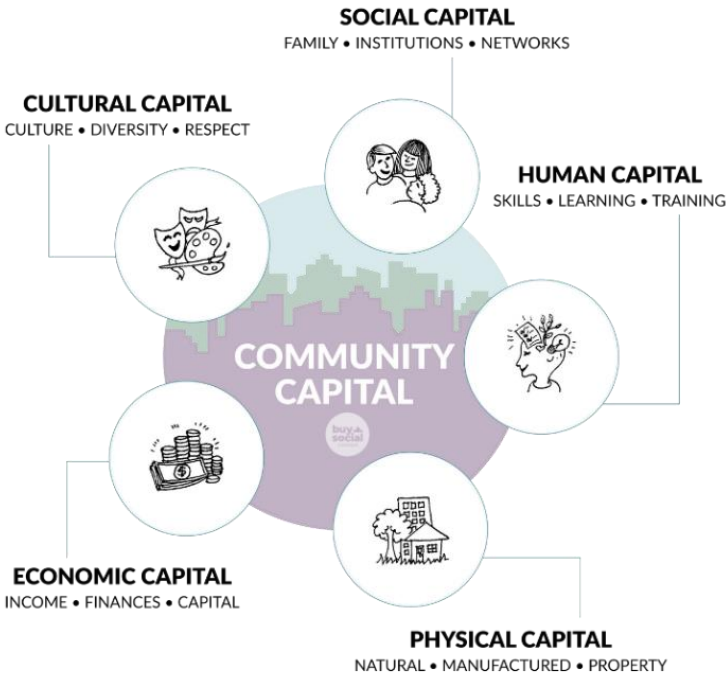 SOCIAL CAPITAL
FAMILY • INSTITUTIONS • NETWORKS
CULTURAL CAPITAL
CULTURE • DIVERSITY • RESPECT
HUMAN CAPITAL
SKILLS • LEARNING • TRAINING
COMMUNITY
CAPITAL
buy
social
ECONOMIC CAPITAL
INCOME • FINANCES • CAPITAL
PHYSICAL CAPITAL
NATURAL • MANUFACTURED • PROPERTY